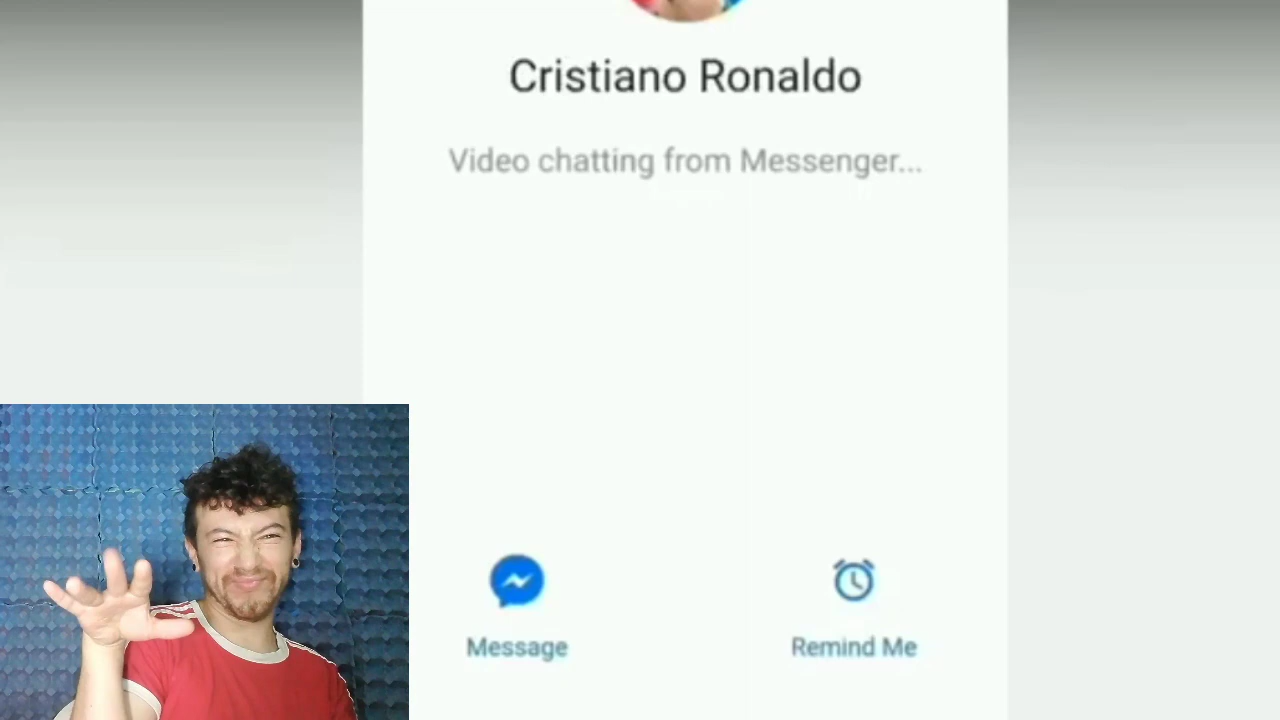 Cristiano Ronaldo
Video chatting from Messenger...
Message
Remind Me